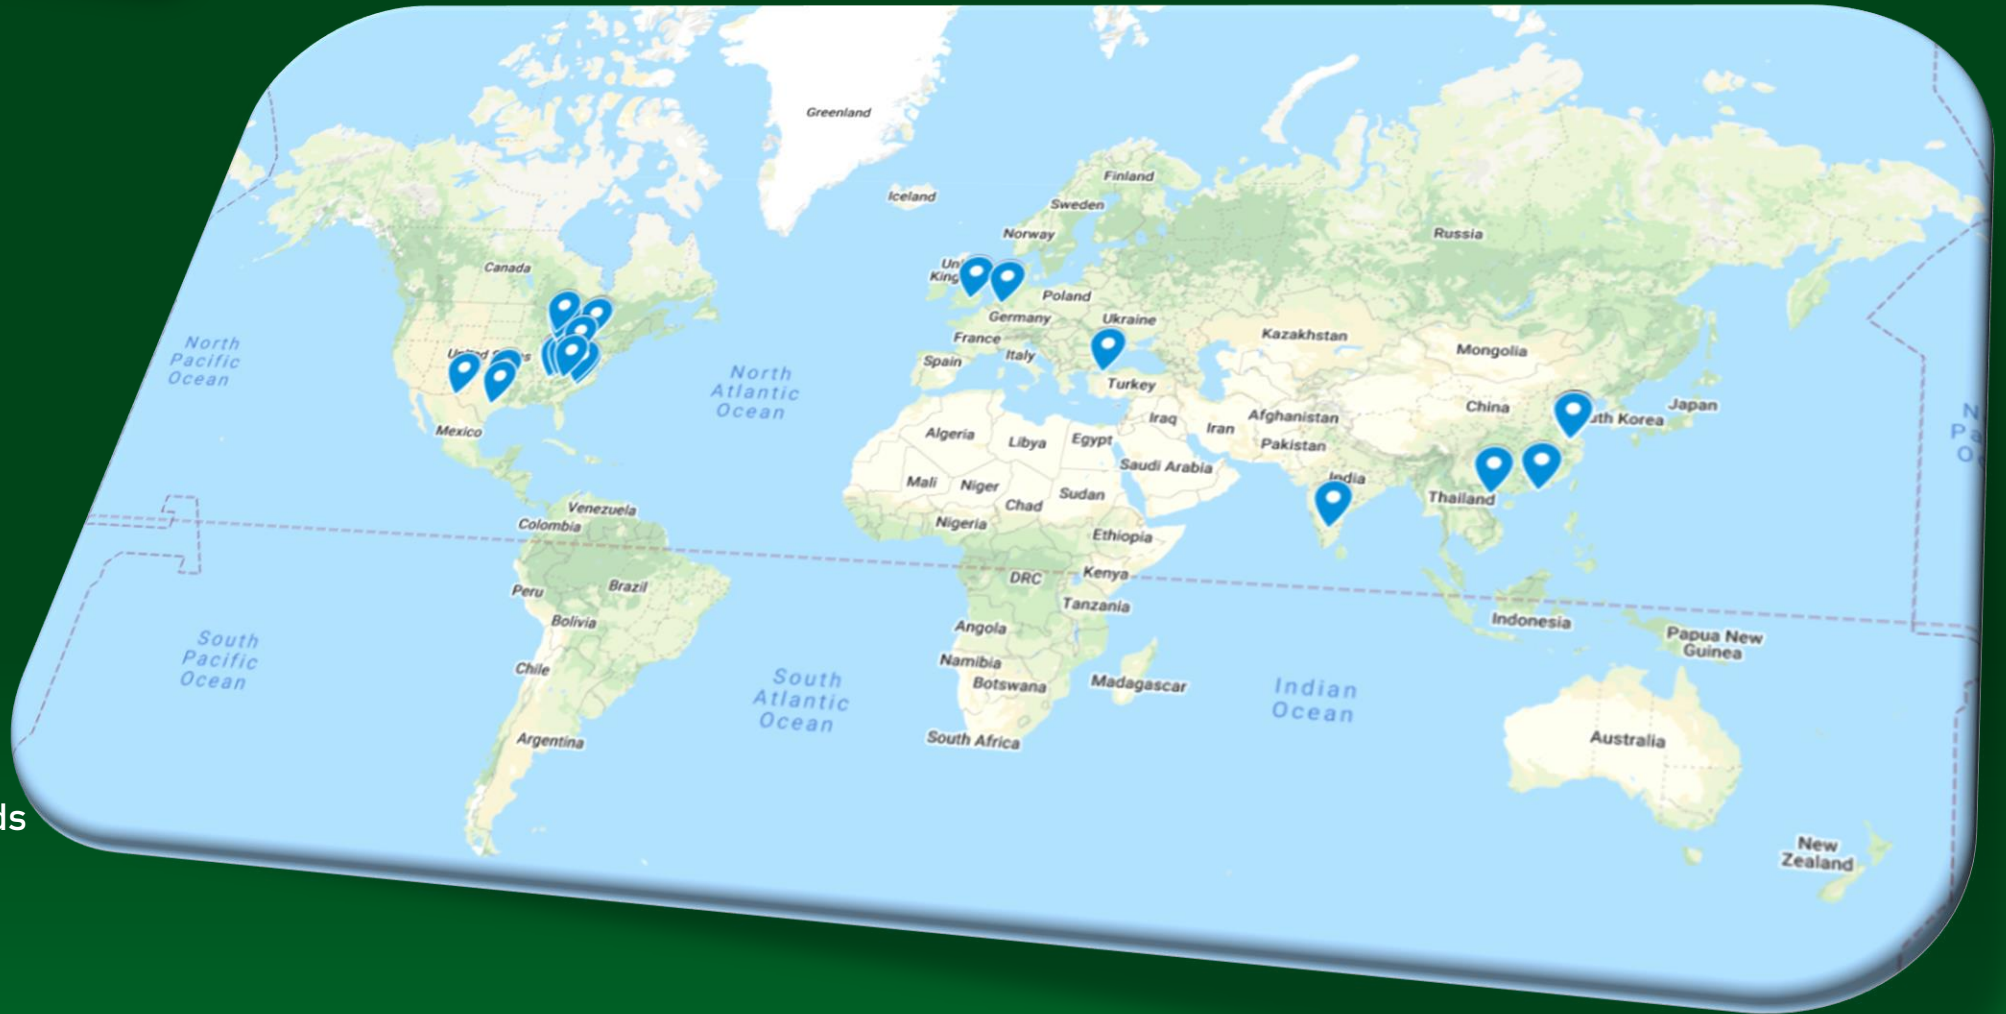 Greenland
Iceland
Finland
Sweden
Norway
Russia
Canada
Poland
Germany
Ukraine
France
Kazakhstan
Spain
Italy
Mongolia
Turkey
North
Pacific
Ocean
North
Atlantic
Ocean
Mexico
Algeria
Libya
Egypt
Iraq
Iran
Afghanistan
Pakistan
China
Japan
uth Korea
Saudi Arabia
Mali
Niger
Chad
Sudan
India
Thailand
Venezuela
Colombia
Nigeria
Ethiopia
Peru
Brazil
DRC
Kenya
Bolivia
Tanzania
Indonesia
Angola
Papua New
Guinea
South
Pacific
Ocean
Chile
Namibia
Botswana
Madagascar
South
Atlantic
Ocean
Indian
Ocean
Argentina
South Africa
Australia
New
Zealand
ds